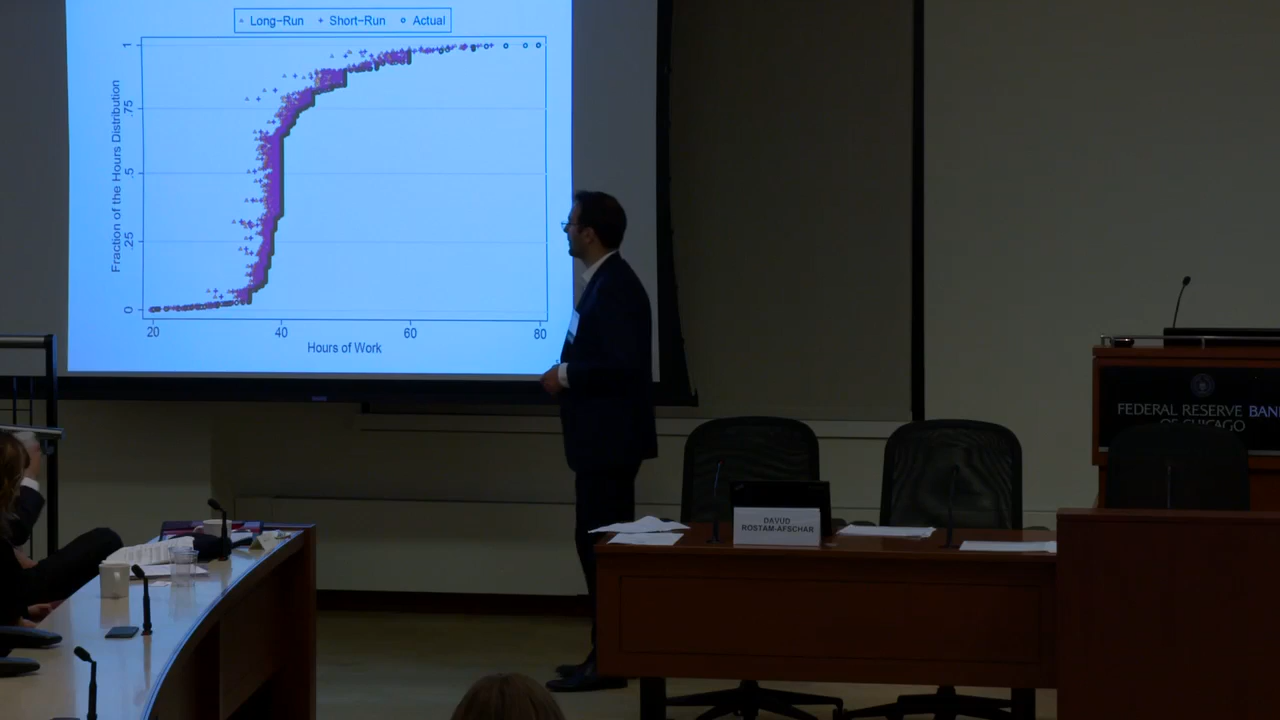 Long-Run Short-Run Actual
Fraction of the Hours Distribution
1
.75
.5
.25
0
20 40 60 80
Hours of Work
FEDERAL RESERVE BANK
OF CHICAGO
DAVUD
ROSTAM-AFSCHAR